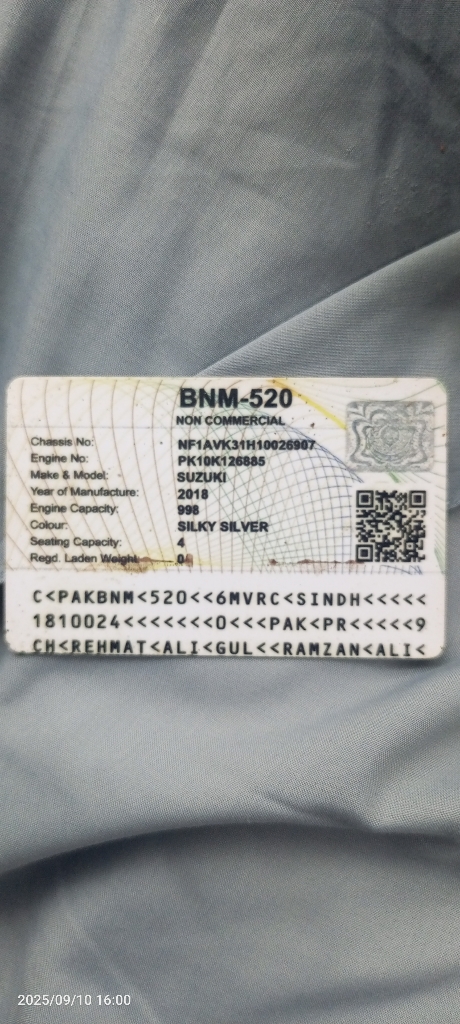 BNM-520
NON COMMERCIAL
Chassis No: NF1AVK31H10026907
Engine No: PK10K126885
Make & Model: SUZUKI
Year of Manufacture: 2018
Engine Capacity: 998
Colour: SILKY SILVER
Seating Capacity: 4
Regd. Laden Weight: 0
C<PAKBNM<520<<6MVRC<SINDH<<<<<
1810024<<<<<<<0<<<PAK<PR<<<<<9
CH<REHMAT<ALI<GUL<<RAMZAN<ALI<
2025/09/10 16:00